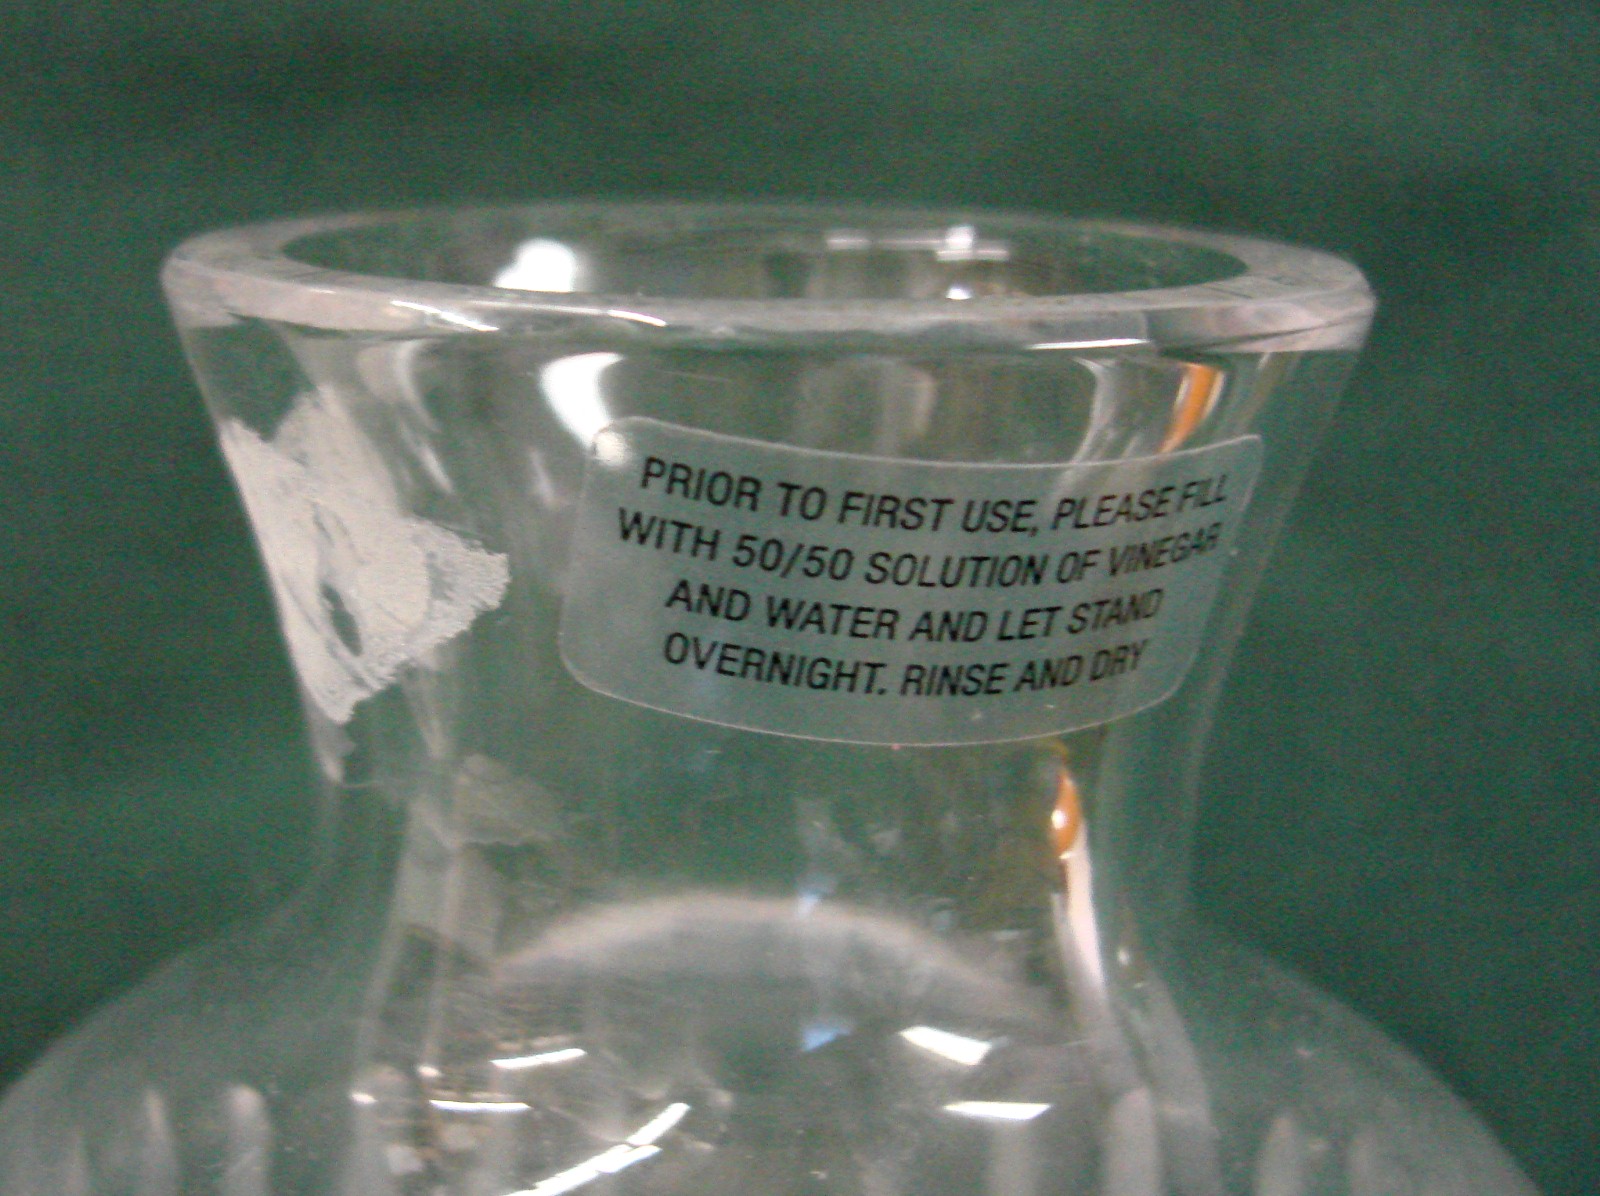 PRIOR TO FIRST USE, PLEASE FILL
WITH 50/50 SOLUTION OF VINEGAR
AND WATER AND LET STAND
OVERNIGHT. RINSE AND DRY